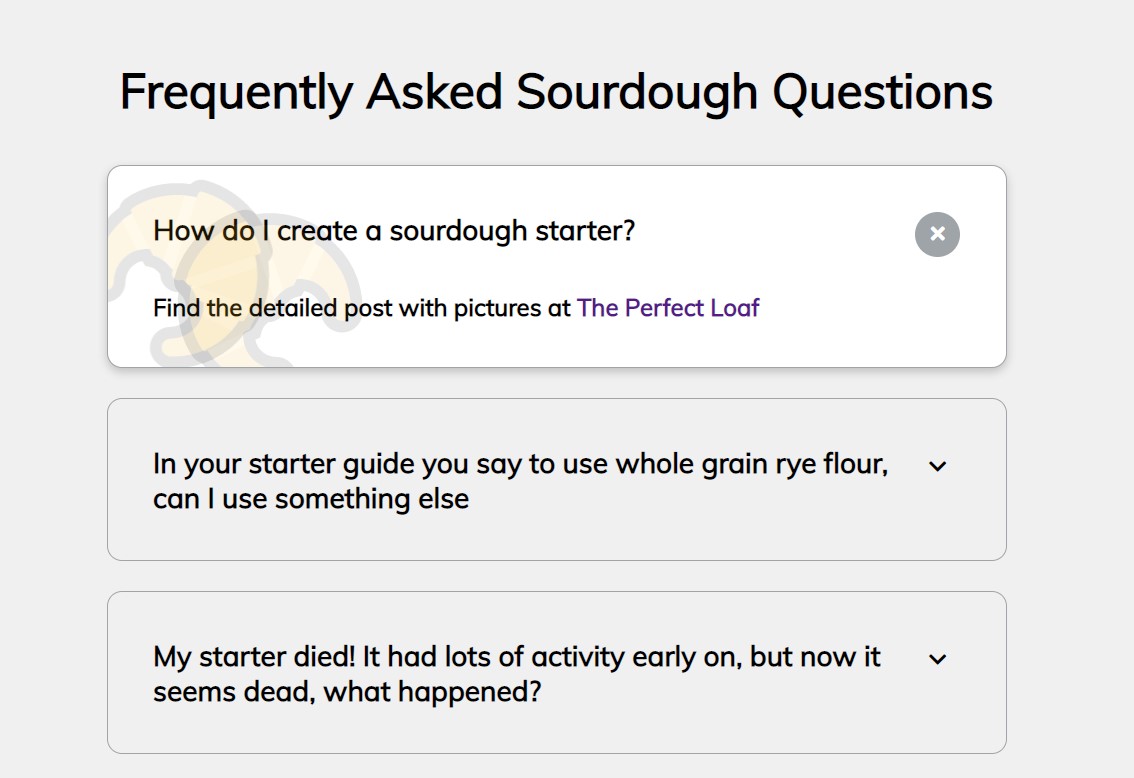 Frequently Asked Sourdough Questions
How do I create a sourdough starter?
Find the detailed post with pictures at The Perfect Loaf
In your starter guide you say to use whole grain rye flour,
can I use something else
My starter died! It had lots of activity early on, but now it
seems dead, what happened?